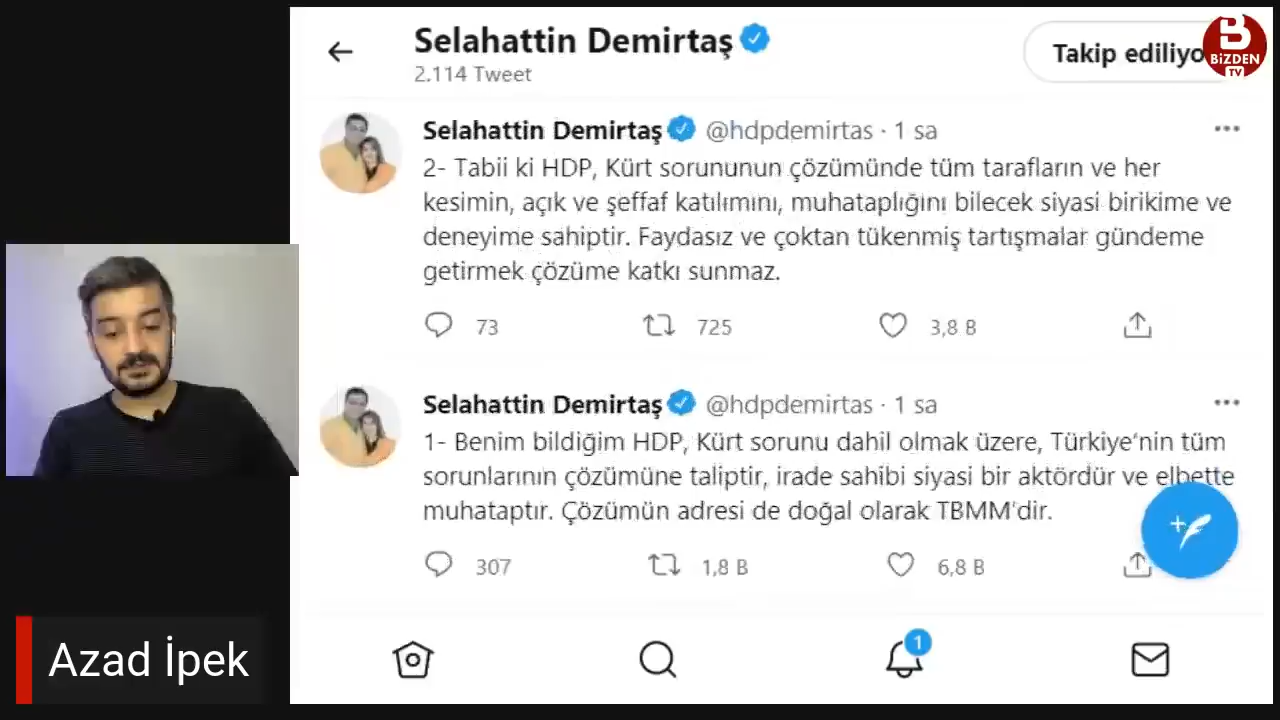 Selahattin Demirtaş
2.114 Tweet
Takip ediliyo
B
BiZDEN
TV
Selahattin Demirtaş @hdpdemirtas · 1 sa
2- Tabii ki HDP, Kürt sorununun çözümünde tüm tarafların ve her
kesimin, açık ve şeffaf katılımını, muhataplığını bilecek siyasi birikime ve
deneyime sahiptir. Faydasız ve çoktan tükenmiş tartışmalar gündeme
getirmek çözüme katkı sunmaz.
73 725 3,8 B
Selahattin Demirtaş @hdpdemirtas · 1 sa
1- Benim bildiğim HDP, Kürt sorunu dahil olmak üzere, Türkiye'nin tüm
sorunlarının çözümüne taliptir, irade sahibi siyasi bir aktördür ve elbette
muhataptır. Çözümün adresi de doğal olarak TBMM'dir.
307 1,8 B 6,8 B
1
Azad İpek